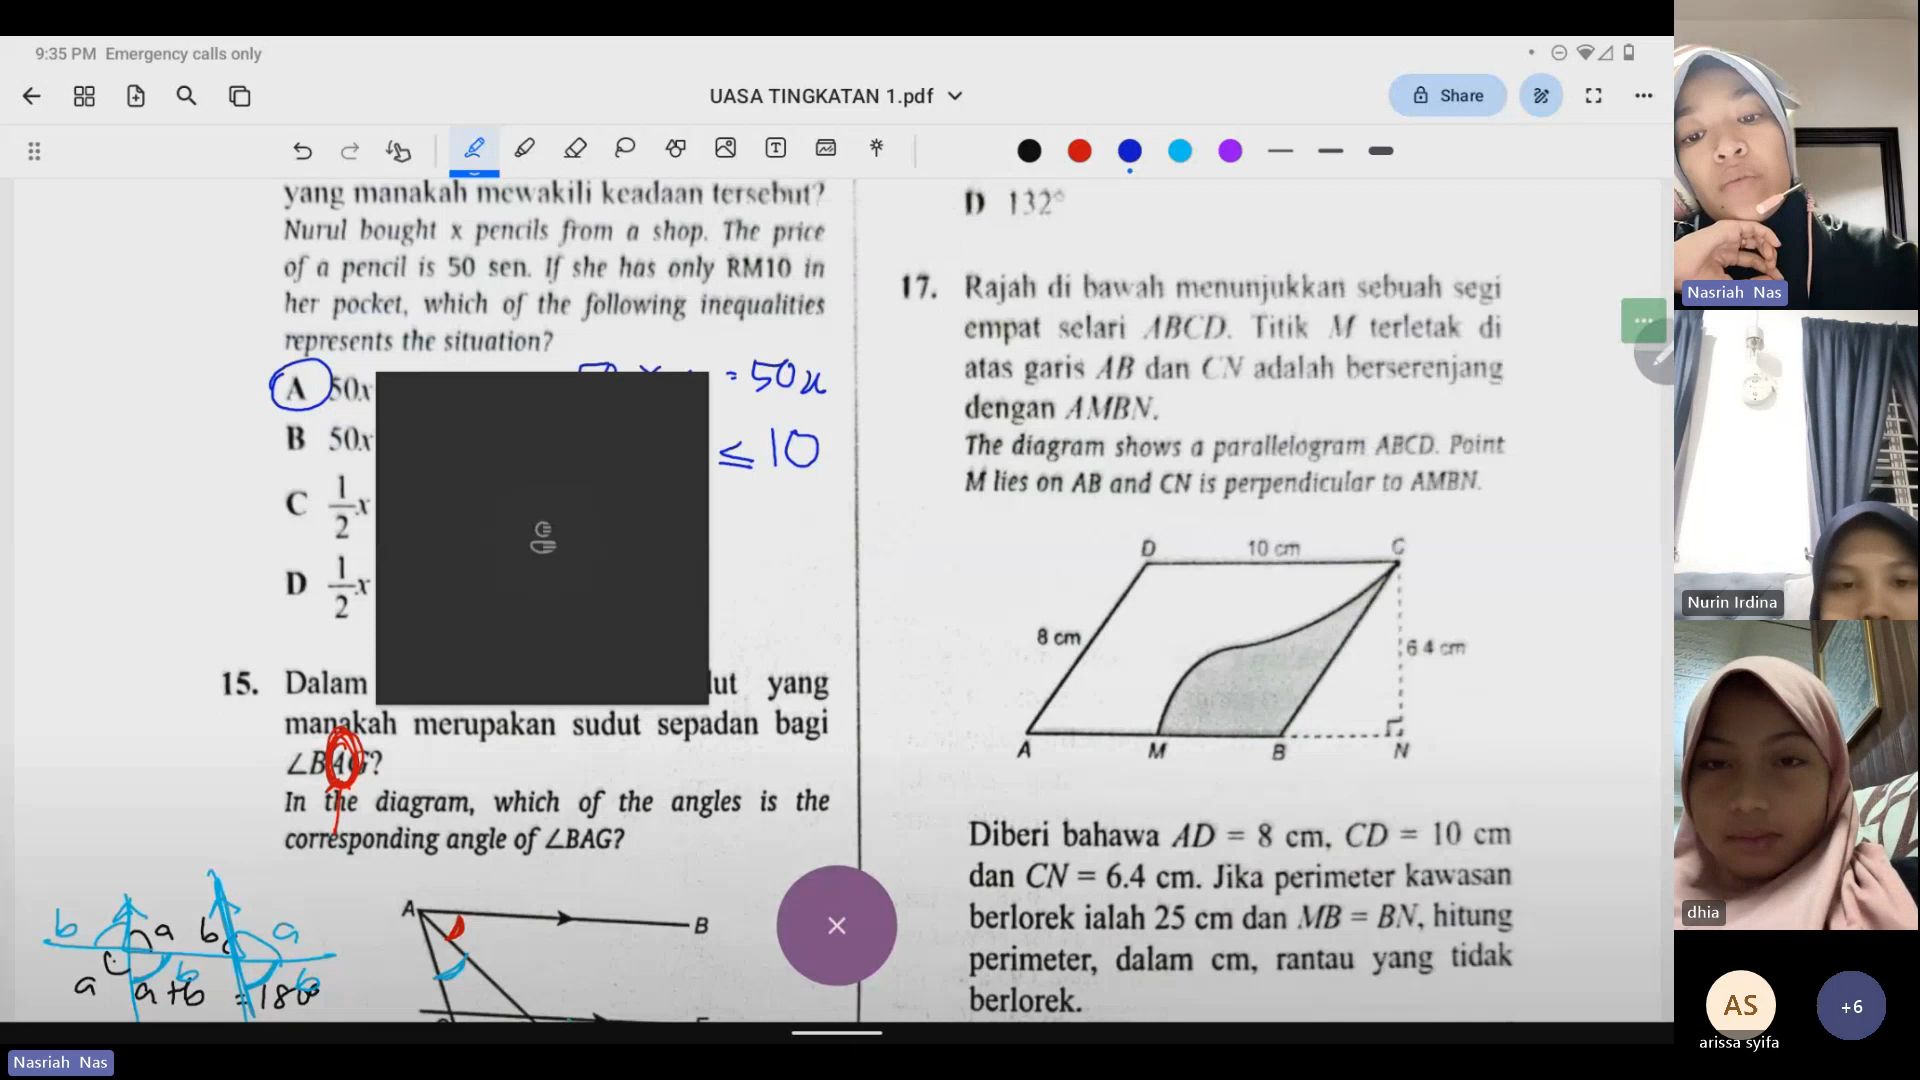 9:35 PM Emergency calls only
UASA TINGKATAN 1.pdf
Share
yang manakah mewakili keadaan tersebut?
Nurul bought x pencils from a shop. The price
of a pencil is 50 sen. If she has only RM10 in
her pocket, which of the following inequalities
represents the situation?
= 50x
A 50x
B 50x
≤ 10
C 1/2 x
D 1/2 x
15. Dalam lut yang
manakah merupakan sudut sepadan bagi
∠BAG?
In the diagram, which of the angles is the
corresponding angle of ∠BAG?
b a b a
a a+b b = 180°
A B
D 132°
17. Rajah di bawah menunjukkan sebuah segi
empat selari ABCD. Titik M terletak di
atas garis AB dan CN adalah berserenjang
dengan AMBN.
The diagram shows a parallelogram ABCD. Point
M lies on AB and CN is perpendicular to AMBN.
D 10 cm C
8 cm
6 4 cm
A M B N
Diberi bahawa AD = 8 cm, CD = 10 cm
dan CN = 6.4 cm. Jika perimeter kawasan
berlorek ialah 25 cm dan MB = BN, hitung
perimeter, dalam cm, rantau yang tidak
berlorek.
Nasriah Nas
Nurin Irdina
dhia
AS
+6
arissa syifa
Nasriah Nas